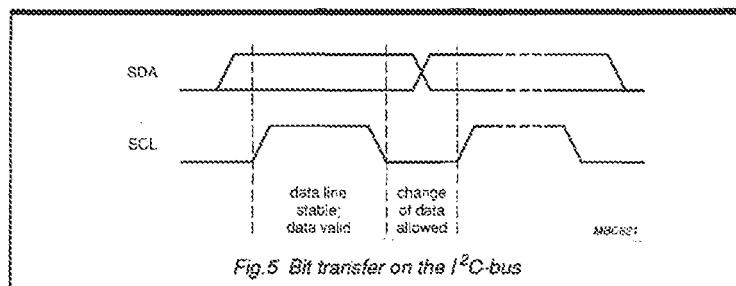 SDA
SCL
data line
stable;
data valid
change
of data
allowed
MBC621
Fig.5 Bit transfer on the I²C-bus